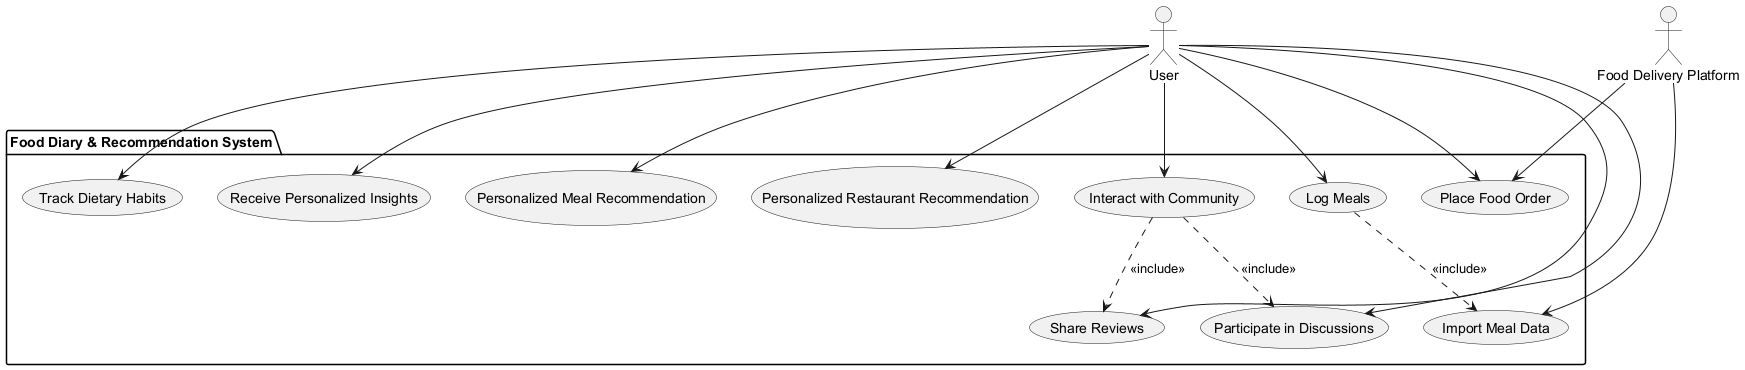 User
Food Delivery Platform
Food Diary & Recommendation System
Track Dietary Habits
Receive Personalized Insights
Personalized Meal Recommendation
Personalized Restaurant Recommendation
Interact with Community
Log Meals
Place Food Order
«include»
«include»
«include»
Share Reviews
Participate in Discussions
Import Meal Data